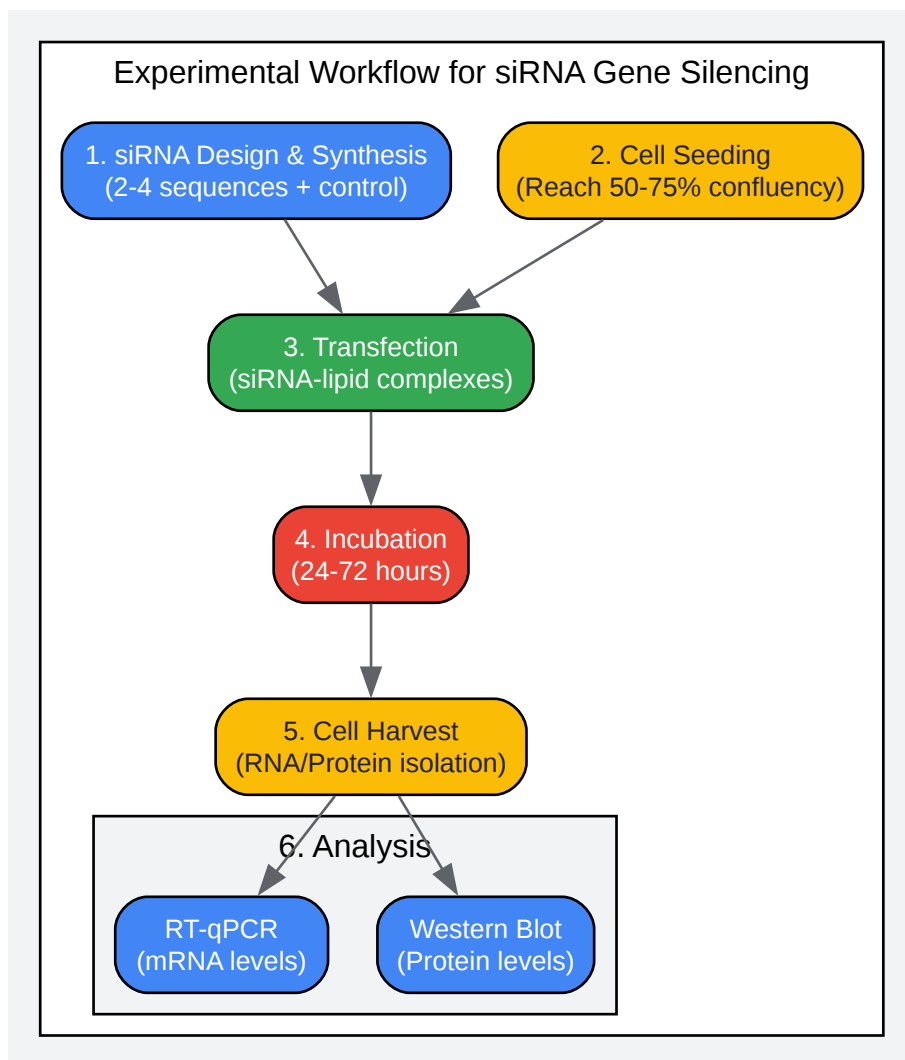 Experimental Workflow for siRNA Gene Silencing
1. siRNA Design & Synthesis
(2-4 sequences + control)
2. Cell Seeding
(Reach 50-75% confluency)
3. Transfection
(siRNA-lipid complexes)
4. Incubation
(24-72 hours)
5. Cell Harvest
(RNA/Protein isolation)
6. Analysis
RT-qPCR
(mRNA levels)
Western Blot
(Protein levels)